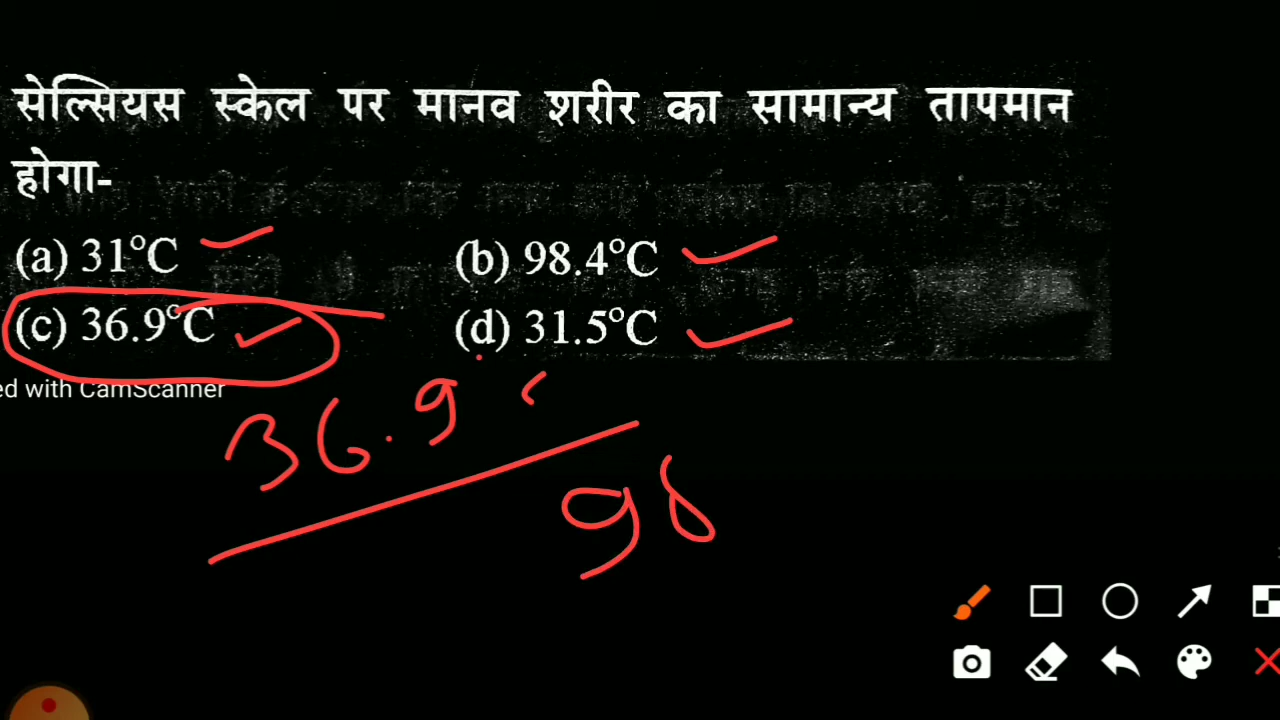 सेल्सियस स्केल पर मानव शरीर का सामान्य तापमान
होगा-
(a) 31°C (b) 98.4°C
(c) 36.9°C (d) 31.5°C
ed with CamScanner
36.9
98